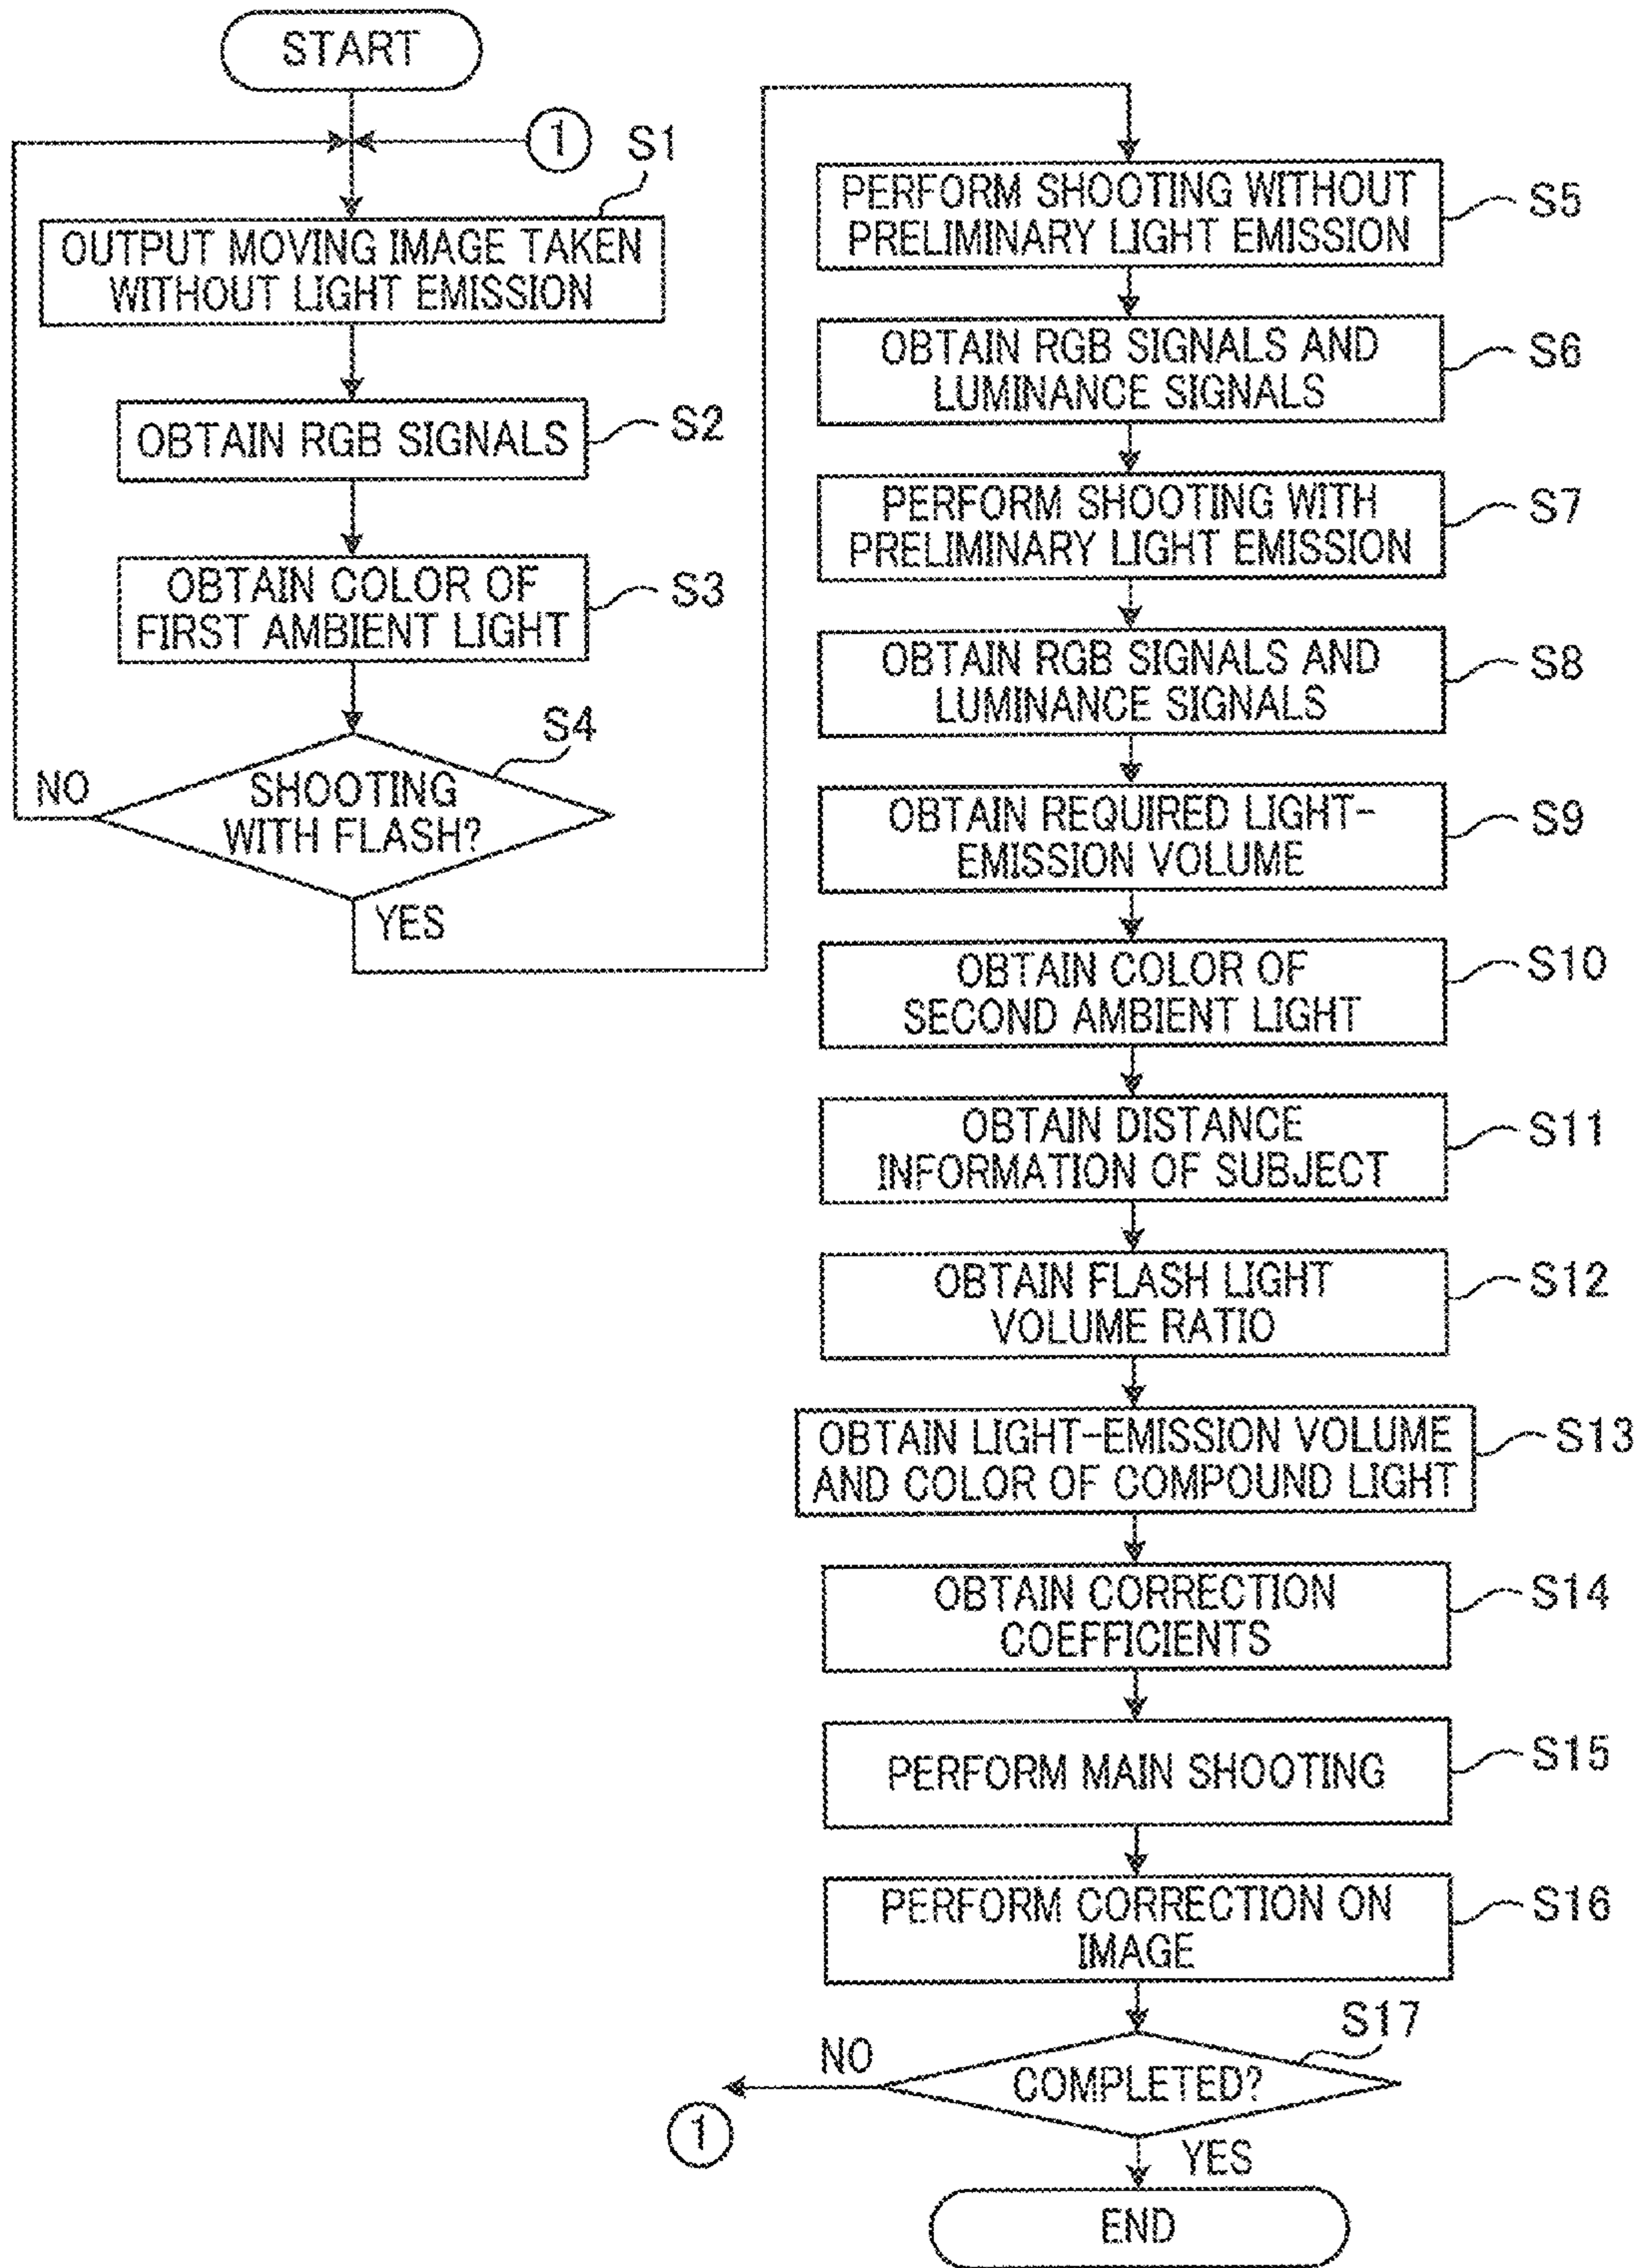 START
1
S1
OUTPUT MOVING IMAGE TAKEN
WITHOUT LIGHT EMISSION
OBTAIN RGB SIGNALS
S2
OBTAIN COLOR OF
FIRST AMBIENT LIGHT
S3
S4
SHOOTING
WITH FLASH?
NO
YES
PERFORM SHOOTING WITHOUT
PRELIMINARY LIGHT EMISSION
S5
OBTAIN RGB SIGNALS AND
LUMINANCE SIGNALS
S6
PERFORM SHOOTING WITH
PRELIMINARY LIGHT EMISSION
S7
OBTAIN RGB SIGNALS AND
LUMINANCE SIGNALS
S8
OBTAIN REQUIRED LIGHT-
EMISSION VOLUME
S9
OBTAIN COLOR OF
SECOND AMBIENT LIGHT
S10
OBTAIN DISTANCE
INFORMATION OF SUBJECT
S11
OBTAIN FLASH LIGHT
VOLUME RATIO
S12
OBTAIN LIGHT-EMISSION VOLUME
AND COLOR OF COMPOUND LIGHT
S13
OBTAIN CORRECTION
COEFFICIENTS
S14
PERFORM MAIN SHOOTING
S15
PERFORM CORRECTION ON
IMAGE
S16
S17
COMPLETED?
NO
1
YES
END